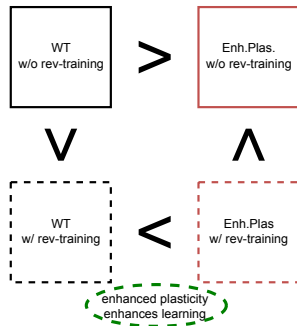 WT
w/o rev-training
>
Enh.Plas.
w/o rev-training
>
<
WT
w/ rev-training
<
Enh.Plas
w/ rev-training
enhanced plasticity
enhances learning